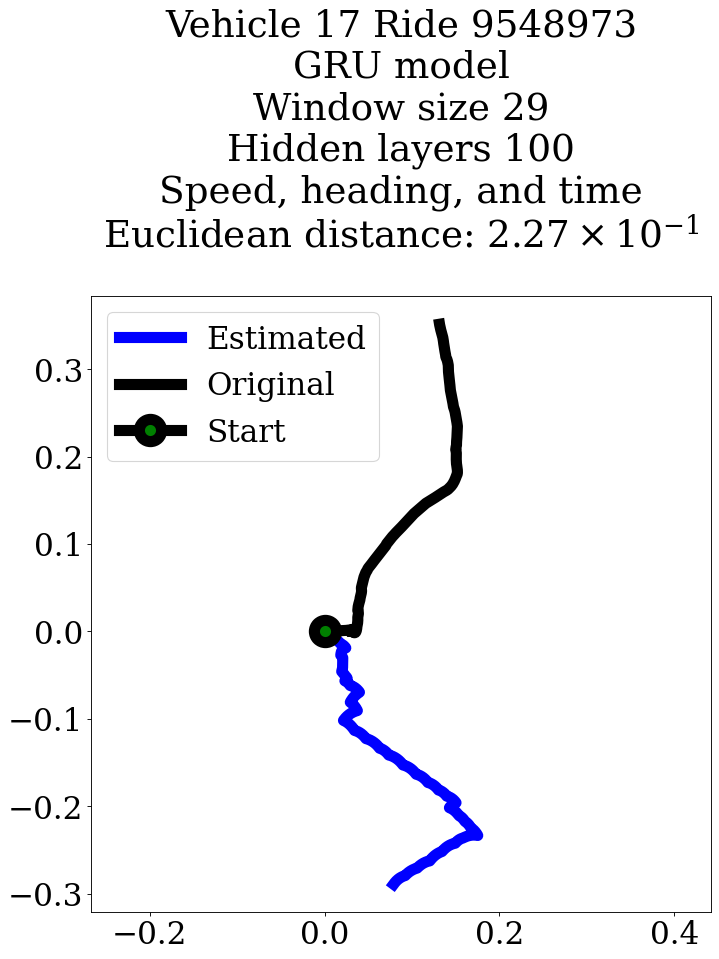 Vehicle 17 Ride 9548973
GRU model
Window size 29
Hidden layers 100
Speed, heading, and time
Euclidean distance: 2.27 × 10⁻¹
Estimated
Original
Start
0.3
0.2
0.1
0.0
−0.1
−0.2
−0.3
−0.2 0.0 0.2 0.4